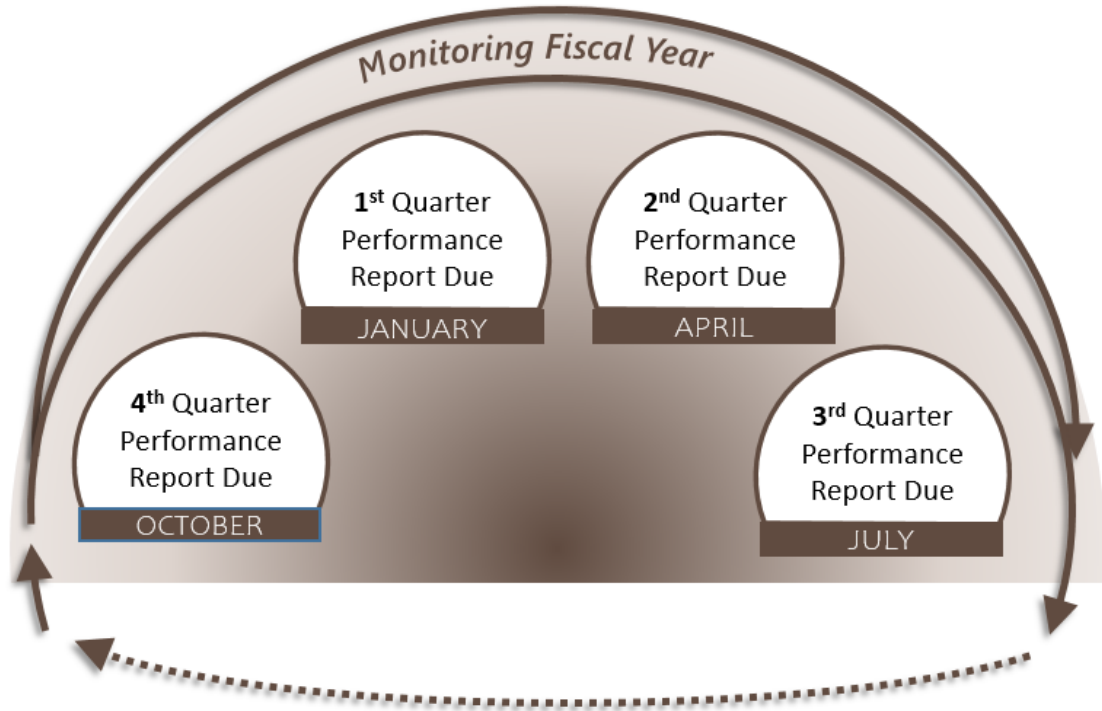 Monitoring Fiscal Year
1st Quarter
Performance
Report Due
JANUARY
2nd Quarter
Performance
Report Due
APRIL
4th Quarter
Performance
Report Due
OCTOBER
3rd Quarter
Performance
Report Due
JULY